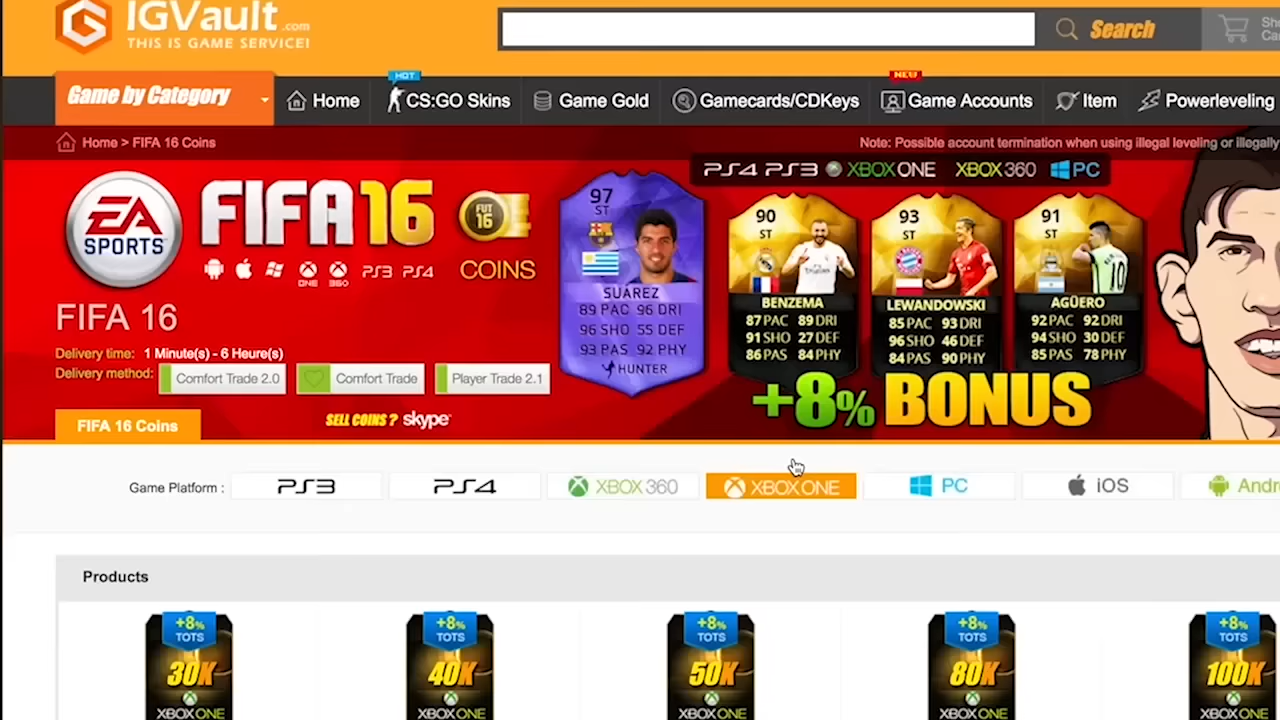 IGVault.com
THIS IS GAME SERVICE!
Search
Game by Category
Home
HOT
CS:GO Skins
Game Gold
Gamecards/CDKeys
NEW
Game Accounts
Item
Powerleveling
Home > FIFA 16 Coins
Note: Possible account termination when using illegal leveling or illegally
PS4 PS3 XBOX ONE XBOX360 PC
EA
SPORTS
FIFA 16
FUT
16
COINS
ONE 360 PS3 PS4
FIFA 16
Delivery time: 1 Minute(s) - 6 Heure(s)
Delivery method: Comfort Trade 2.0 Comfort Trade Player Trade 2.1
97
ST
SUAREZ
89 PAC 96 DRI
96 SHO 55 DEF
93 PAS 92 PHY
HUNTER
90
ST
BENZEMA
87 PAC 89 DRI
91 SHO 27 DEF
86 PAS 84 PHY
93
ST
LEWANDOWSKI
85 PAC 93 DRI
96 SHO 46 DEF
84 PAS 90 PHY
91
ST
10
AGÜERO
92 PAC 92 DRI
94 SHO 30 DEF
85 PAS 78 PHY
+8% BONUS
FIFA 16 Coins
SELL COINS? skype
Game Platform : PS3 PS4 XBOX 360 XBOX ONE PC iOS
Products
+8%
TOTS
30K
XBOX ONE
+8%
TOTS
40K
XBOX ONE
+8%
TOTS
50K
XBOX ONE
+8%
TOTS
80K
XBOX ONE
+8%
TOTS
100K
XBOX ONE